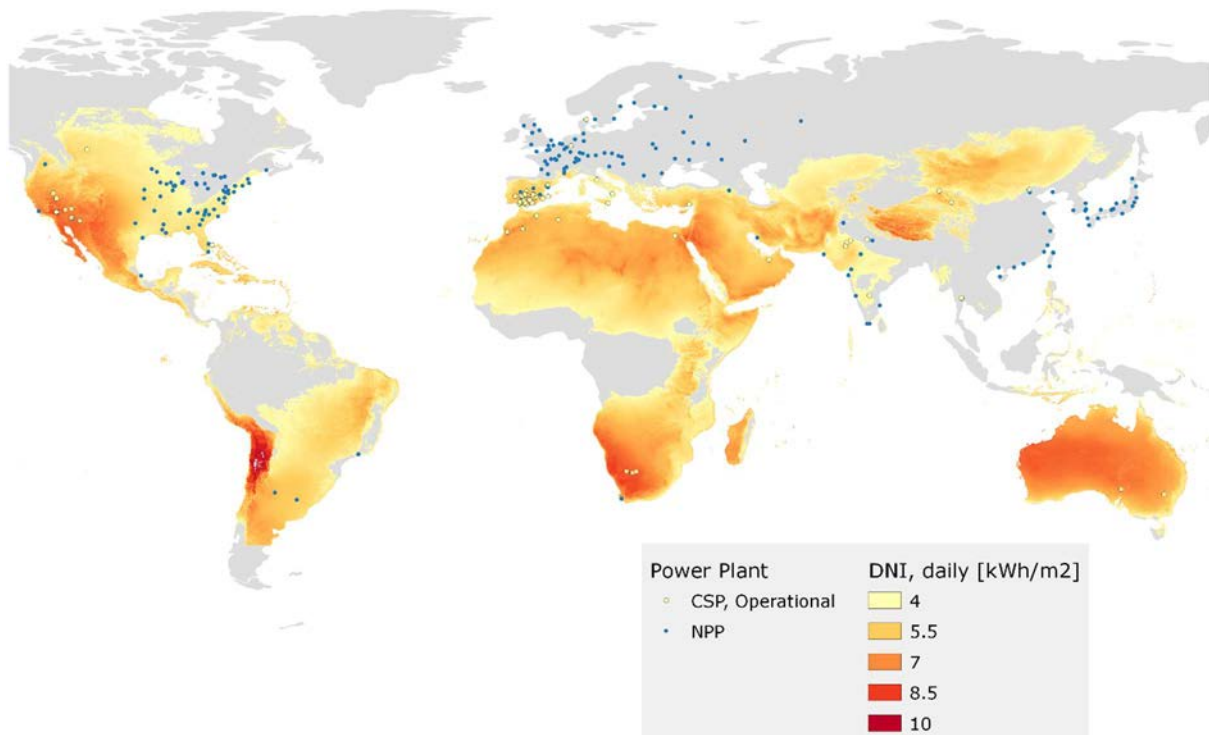 Power Plant
CSP, Operational
NPP
DNI, daily [kWh/m2]
4
5.5
7
8.5
10